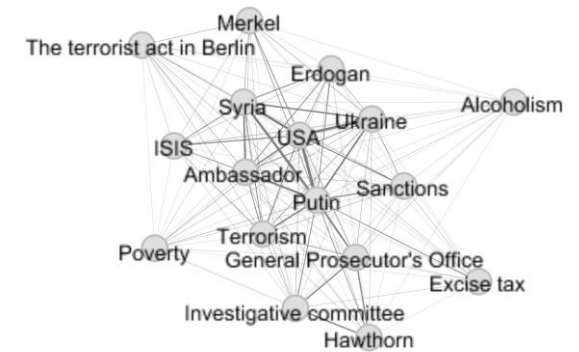 Merkel
The terrorist act in Berlin
Erdogan
Syria
Alcoholism
Ukraine
USA
ISIS
Ambassador
Sanctions
Putin
Terrorism
Poverty
General Prosecutor's Office
Excise tax
Investigative committee
Hawthorn